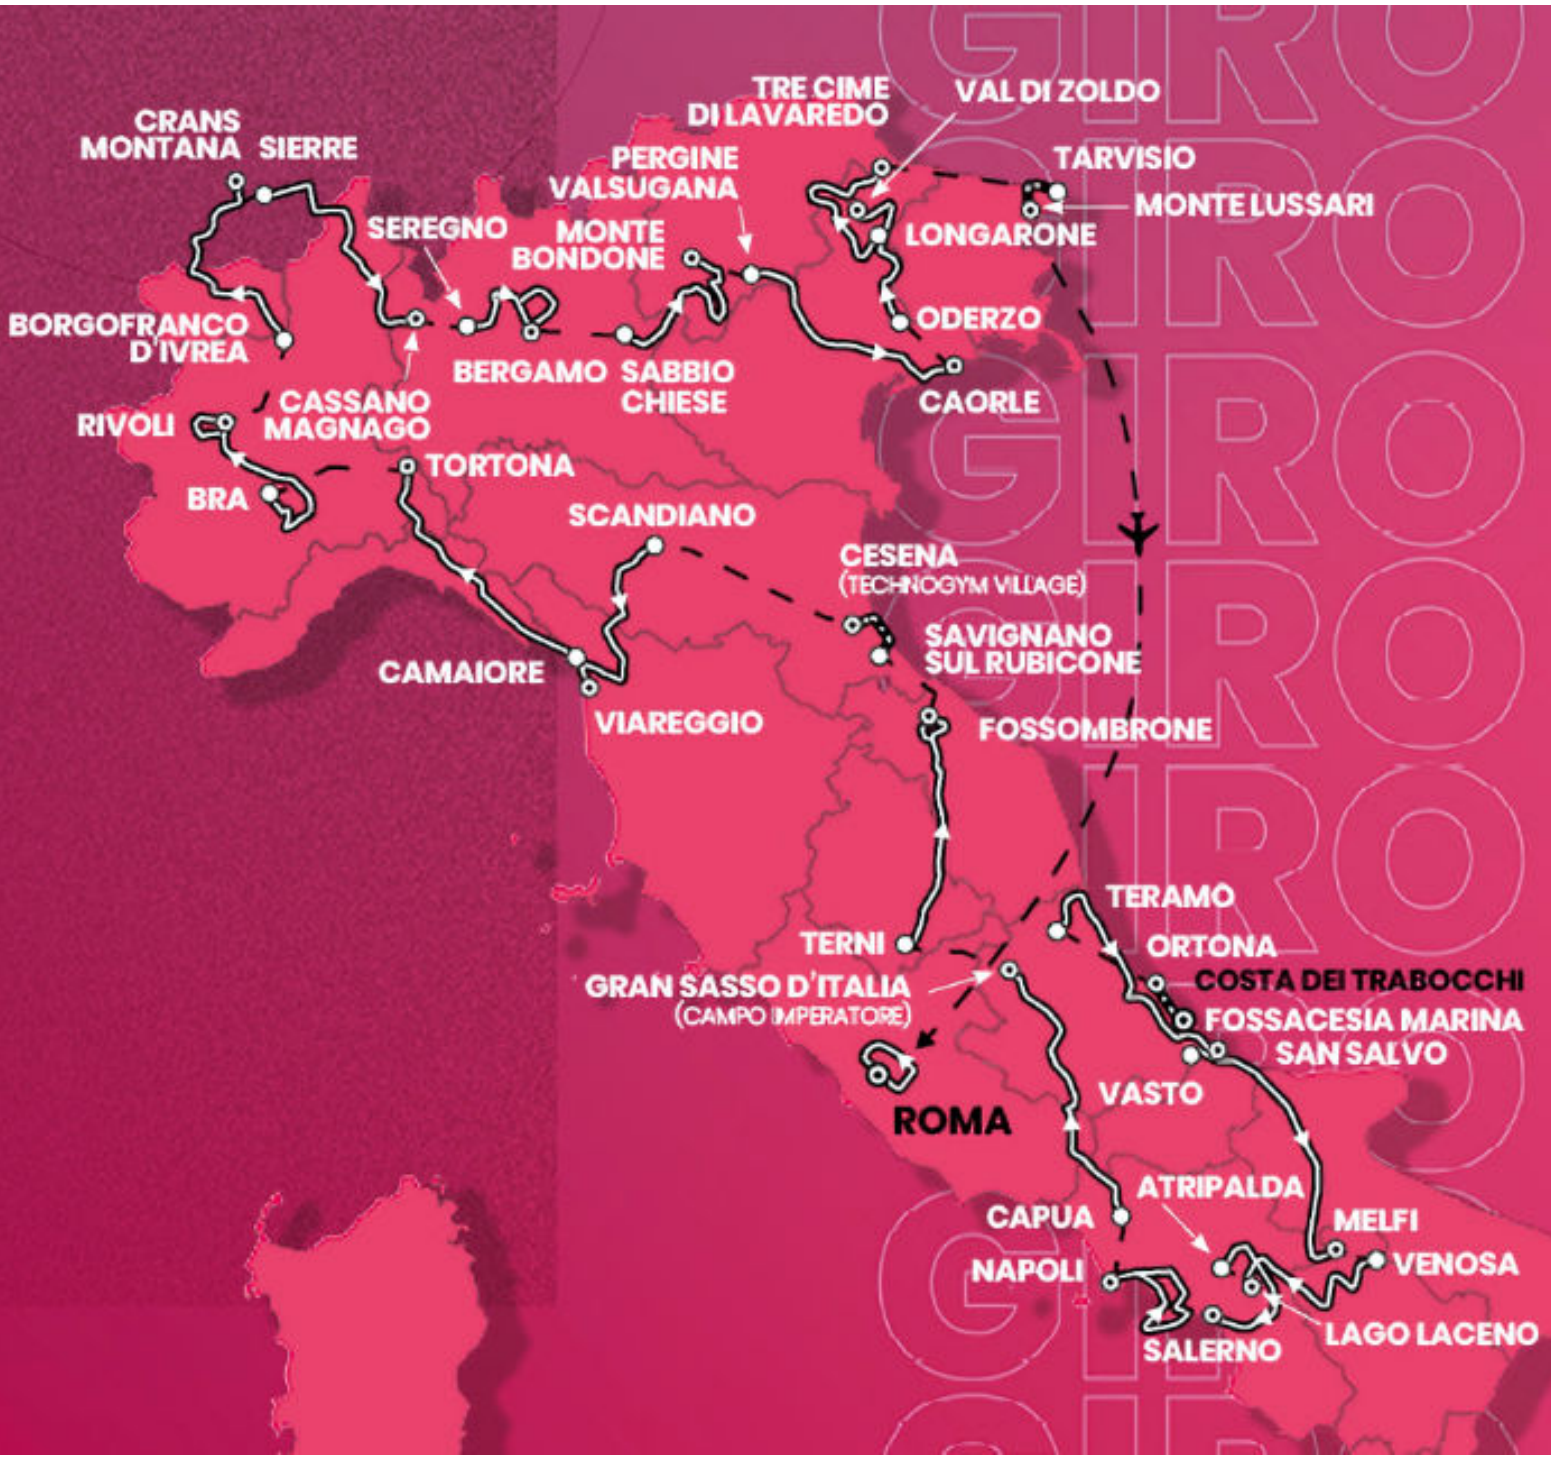 GIRO
GIRO
GIRO
GIRO
GIRO
GIRO
GIRO
TRE CIME
DI LAVAREDO
VAL DI ZOLDO
CRANS
MONTANA
SIERRE
PERGINE
VALSUGANA
TARVISIO
MONTE LUSSARI
SEREGNO
MONTE
BONDONE
LONGARONE
BORGOFRANCO
D'IVREA
ODERZO
BERGAMO
SABBIO
CHIESE
CAORLE
CASSANO
MAGNAGO
RIVOLI
TORTONA
BRA
SCANDIANO
CESENA
(TECHNOGYM VILLAGE)
SAVIGNANO
SUL RUBICONE
CAMAIORE
VIAREGGIO
FOSSOMBRONE
TERAMO
TERNI
ORTONA
GRAN SASSO D'ITALIA
(CAMPO IMPERATORE)
COSTA DEI TRABOCCHI
FOSSACESIA MARINA
SAN SALVO
VASTO
ROMA
ATRIPALDA
CAPUA
MELFI
NAPOLI
VENOSA
LAGO LACENO
SALERNO